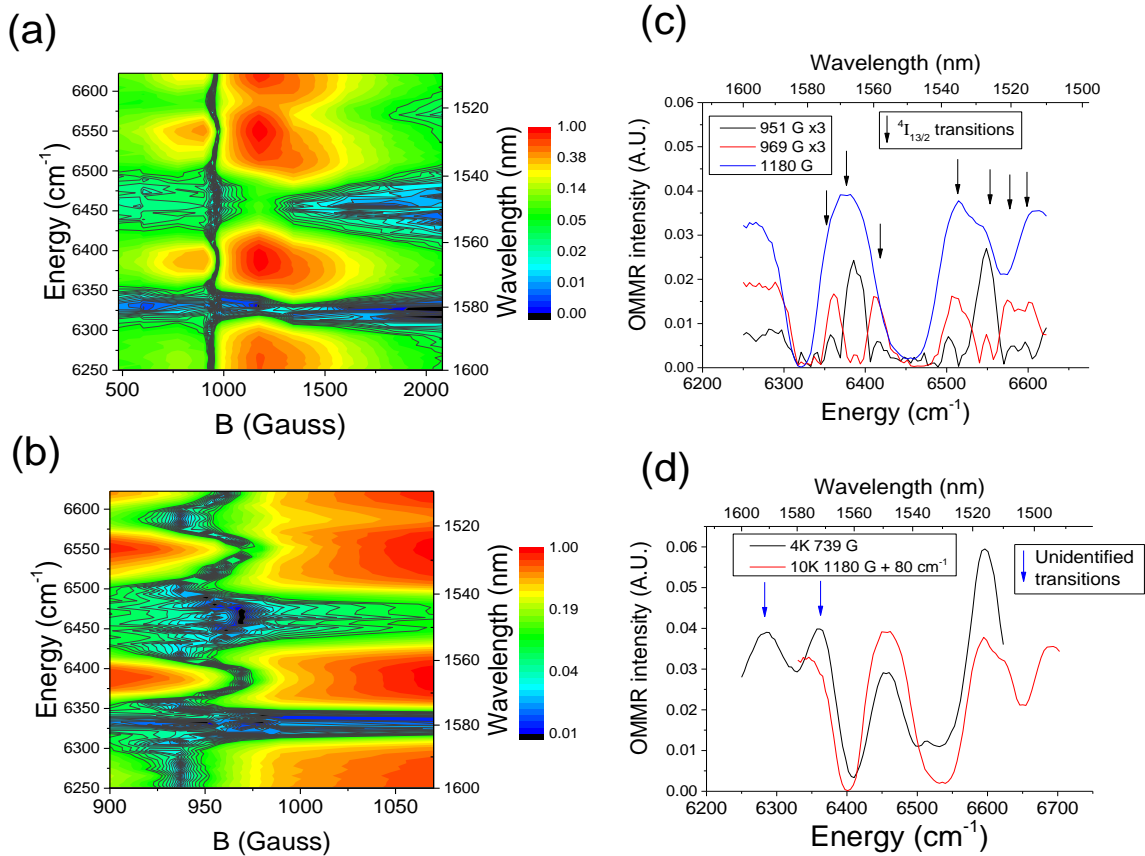 (a)
Energy (cm-1)
6600
6550
6500
6450
6400
6350
6300
6250
500
1000
1500
2000
B (Gauss)
1520
1540
1560
1580
1600
Wavelength (nm)
1.00
0.38
0.14
0.05
0.02
0.00
(b)
Energy (cm-1)
6600
6550
6500
6450
6400
6350
6300
6250
900
950
1000
1050
B (Gauss)
1520
1540
1560
1580
1600
Wavelength (nm)
1.00
0.19
0.04
0.01
(c)
Wavelength (nm)
1600 1580 1560 1540 1520 1500
OMMR intensity (A.U.)
0.06
0.05
0.04
0.03
0.02
0.01
0.00
951 G x3
969 G x3
1180 G
4I13/2 transitions
6200 6300 6400 6500 6600
Energy (cm-1)
(d)
Wavelength (nm)
1600 1580 1560 1540 1520 1500
OMMR intensity (A.U.)
0.06
0.05
0.04
0.03
0.02
0.01
0.00
4K 739 G
10K 1180 G + 80 cm-1
Unidentified
transitions
6200 6300 6400 6500 6600 6700
Energy (cm-1)